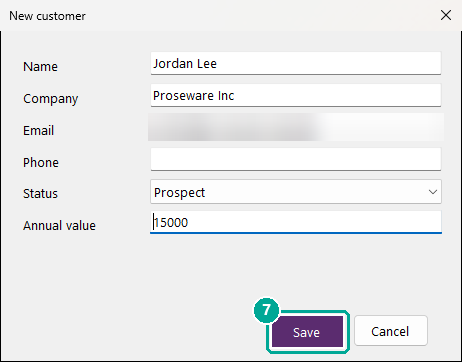 New customer
Name Jordan Lee
Company Proseware Inc
Email
Phone
Status Prospect
Annual value 15000
7
Save Cancel